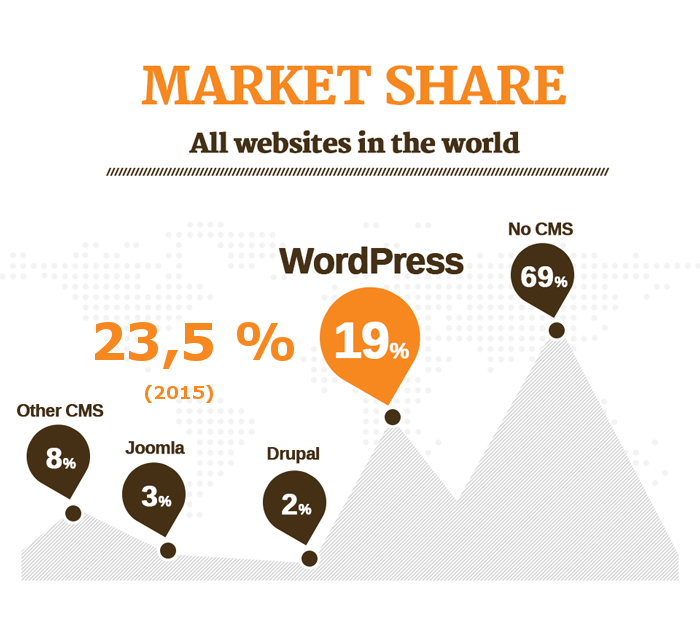 MARKET SHARE
All websites in the world
No CMS
69%
WordPress
19%
23,5 %
(2015)
Other CMS
8%
Joomla
3%
Drupal
2%